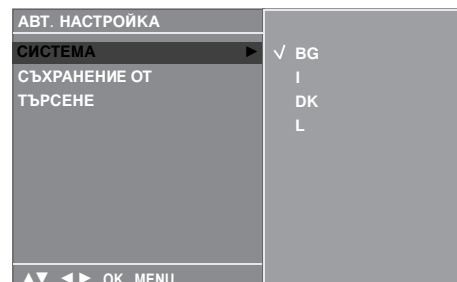 АВТ. НАСТРОЙКА
СИСТЕМА ▶ √ BG
СЪХРАНЕНИЕ ОТ I
ТЪРСЕНЕ DK
L
▲▼ ◀▶ OK MENU